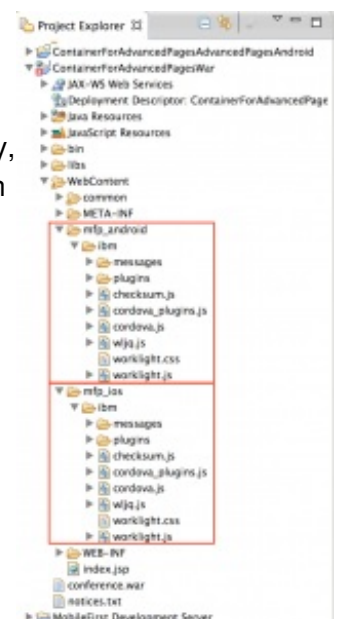 Project Explorer
ContainerForAdvancedPagesAdvancedPagesAndroid
ContainerForAdvancedPagesWar
JAX-WS Web Services
Deployment Descriptor: ContainerForAdvancedPage
Java Resources
JavaScript Resources
bin
libs
WebContent
common
META-INF
mfp_android
ibm
messages
plugins
checksum.js
cordova_plugins.js
cordova.js
wljq.js
worklight.css
worklight.js
mfp_ios
ibm
messages
plugins
checksum.js
cordova_plugins.js
cordova.js
wljq.js
worklight.css
worklight.js
WEB-INF
index.jsp
conference.war
notices.txt
MobileFirst Development Server